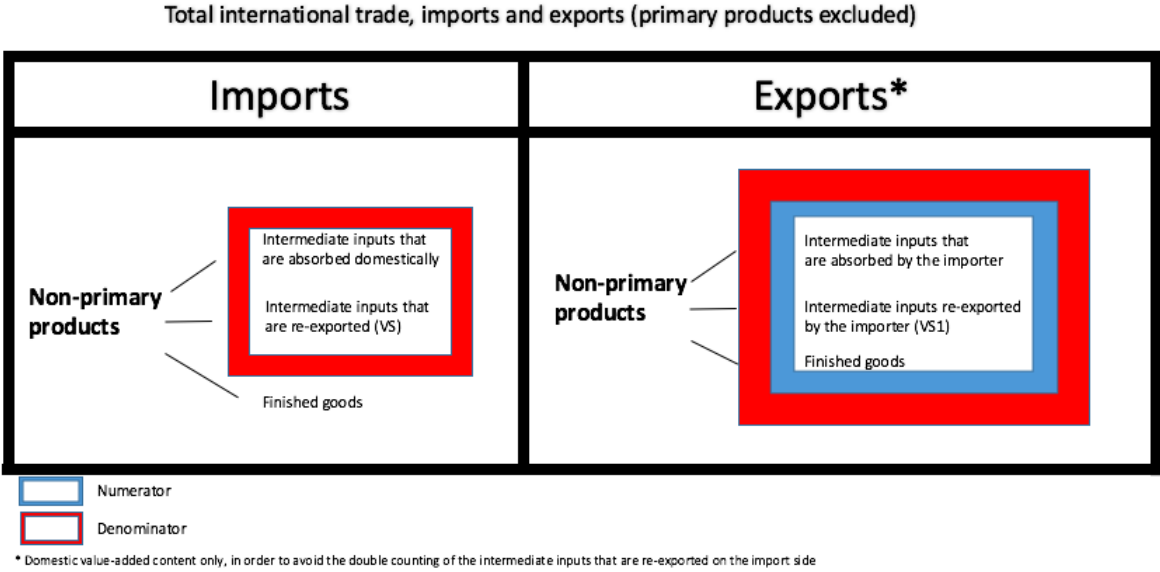 Total international trade, imports and exports (primary products excluded)
Imports
Exports*
Non-primary
products
Intermediate inputs that
are absorbed domestically
Intermediate inputs that
are re-exported (VS)
Finished goods
Non-primary
products
Intermediate inputs that
are absorbed by the importer
Intermediate inputs re-exported
by the importer (VS1)
Finished goods
Numerator
Denominator
* Domestic value-added content only, in order to avoid the double counting of the intermediate inputs that are re-exported on the import side